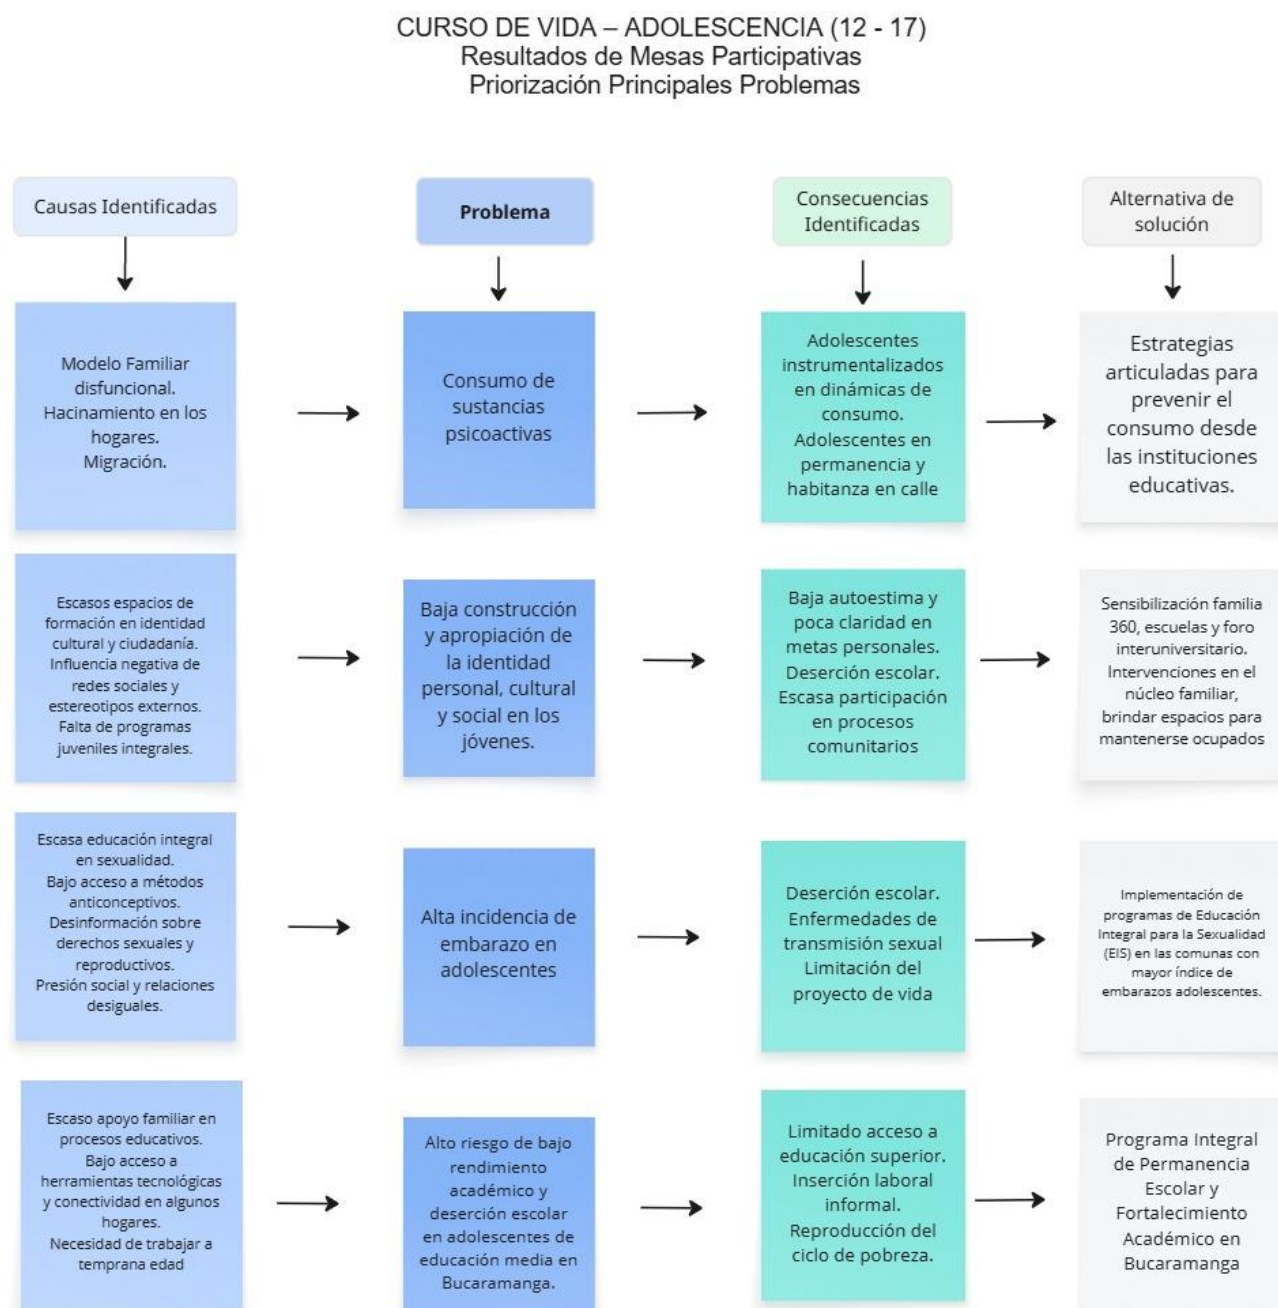 CURSO DE VIDA – ADOLESCENCIA (12 - 17)
Resultados de Mesas Participativas
Priorización Principales Problemas
Causas Identificadas
Problema
Consecuencias
Identificadas
Alternativa de
solución
Modelo Familiar
disfuncional.
Hacinamiento en los
hogares.
Migración.
Consumo de
sustancias
psicoactivas
Adolescentes
instrumentalizados
en dinámicas de
consumo.
Adolescentes en
permanencia y
habitanza en calle
Estrategias
articuladas para
prevenir el
consumo desde
las instituciones
educativas.
Escasos espacios de
formación en identidad
cultural y ciudadanía.
Influencia negativa de
redes sociales y
estereotipos externos.
Falta de programas
juveniles integrales.
Baja construcción
y apropiación de
la identidad
personal, cultural
y social en los
jóvenes.
Baja autoestima y
poca claridad en
metas personales.
Deserción escolar.
Escasa participación
en procesos
comunitarios
Sensibilización familia
360, escuelas y foro
interuniversitario.
Intervenciones en el
núcleo familiar,
brindar espacios para
mantenerse ocupados
Escasa educación integral
en sexualidad.
Bajo acceso a métodos
anticonceptivos.
Desinformación sobre
derechos sexuales y
reproductivos.
Presión social y relaciones
desiguales.
Alta incidencia de
embarazo en
adolescentes
Deserción escolar.
Enfermedades de
transmisión sexual
Limitación del
proyecto de vida
Implementación de
programas de Educación
Integral para la Sexualidad
(EIS) en las comunas con
mayor índice de
embarazos adolescentes.
Escaso apoyo familiar en
procesos educativos.
Bajo acceso a
herramientas tecnológicas
y conectividad en algunos
hogares.
Necesidad de trabajar a
temprana edad
Alto riesgo de bajo
rendimiento
académico y
deserción escolar
en adolescentes de
educación media en
Bucaramanga.
Limitado acceso a
educación superior.
Inserción laboral
informal.
Reproducción del
ciclo de pobreza.
Programa Integral
de Permanencia
Escolar y
Fortalecimiento
Académico en
Bucaramanga